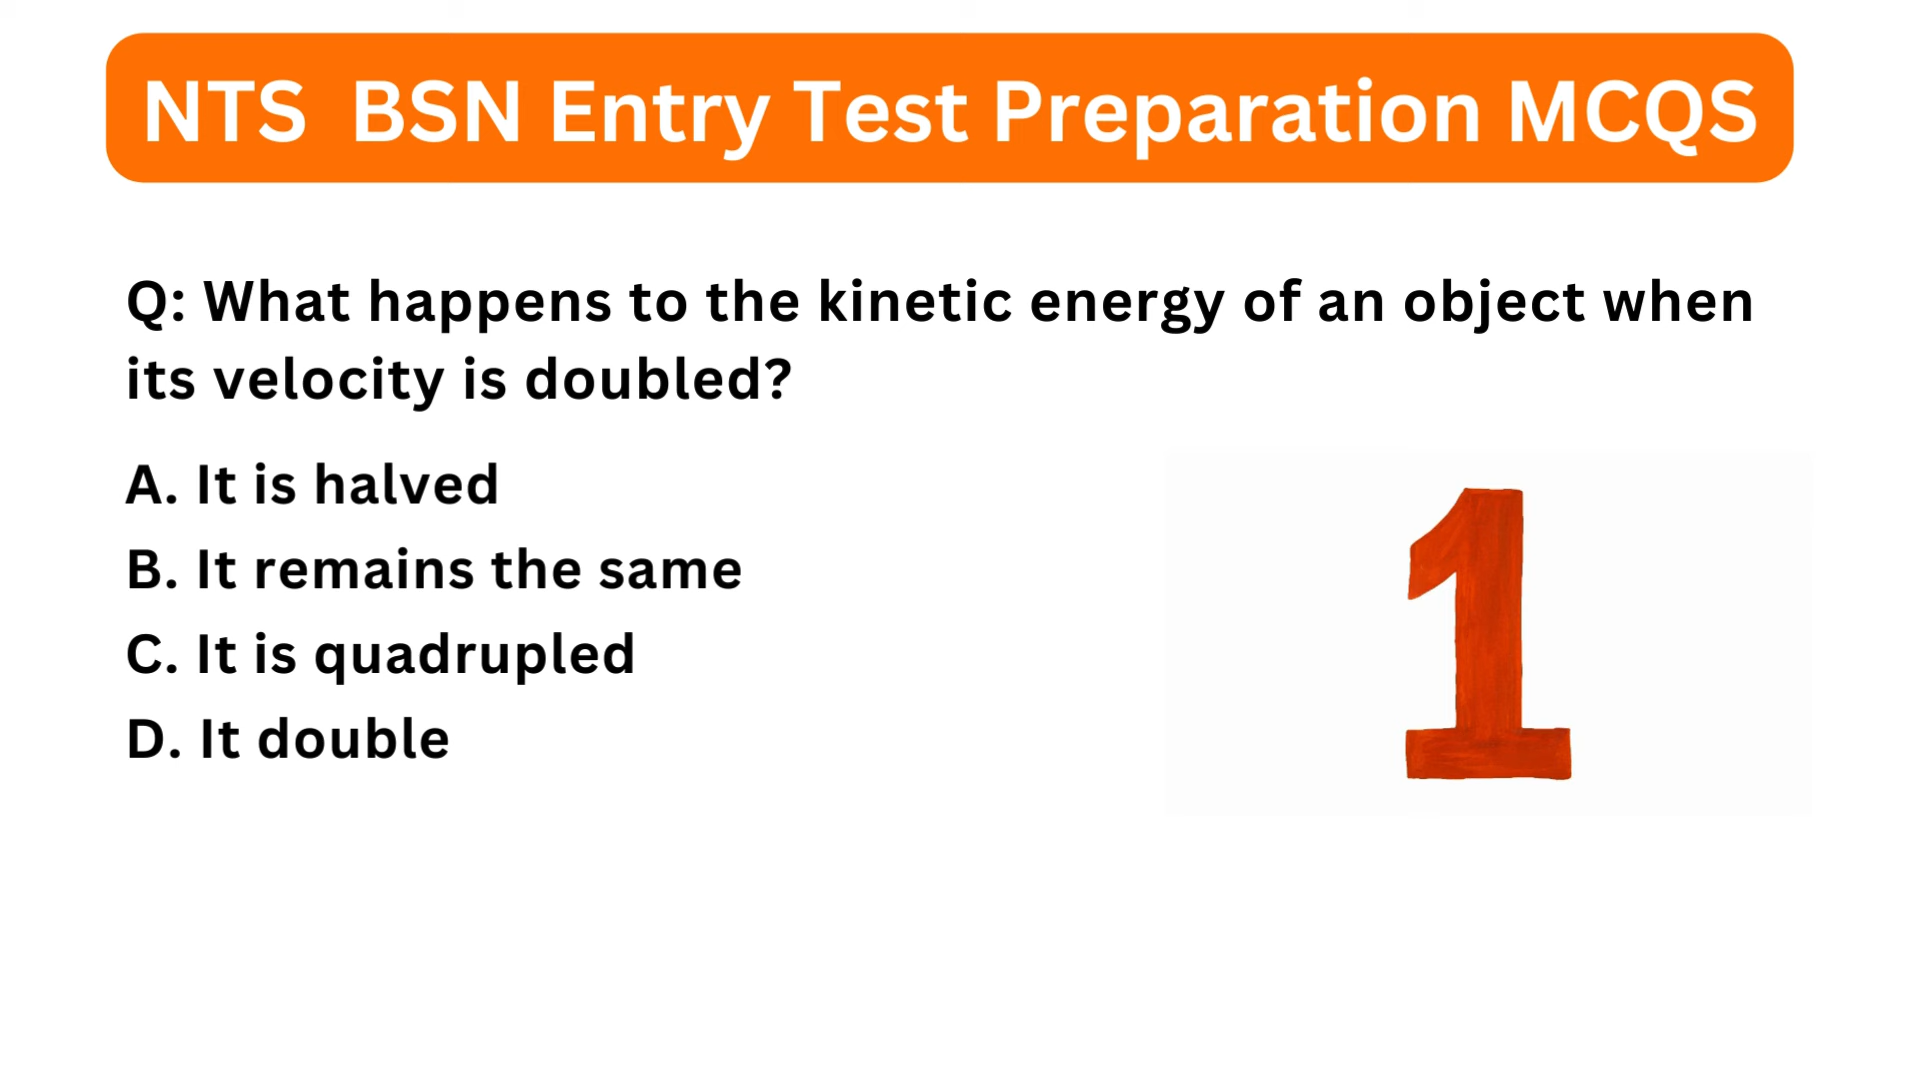 NTS BSN Entry Test Preparation MCQS
Q: What happens to the kinetic energy of an object when
its velocity is doubled?
A. It is halved
B. It remains the same
C. It is quadrupled
D. It double
1